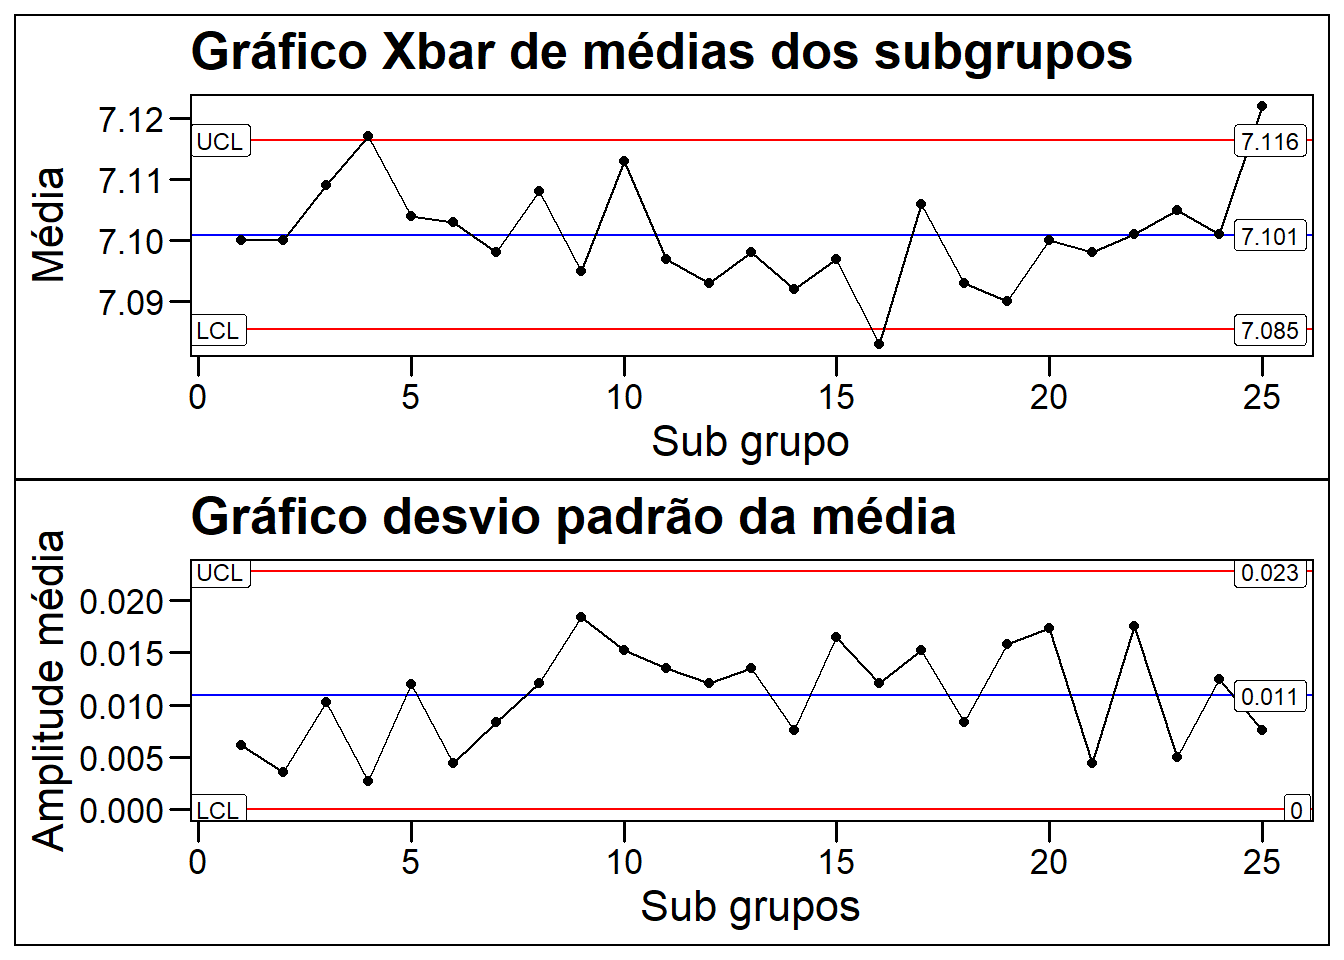 Gráfico Xbar de médias dos subgrupos
Média
7.12
7.11
7.10
7.09
UCL
7.116
7.101
LCL
7.085
0 5 10 15 20 25
Sub grupo
Gráfico desvio padrão da média
Amplitude média
0.020
0.015
0.010
0.005
0.000
UCL
0.023
0.011
LCL
0
0 5 10 15 20 25
Sub grupos